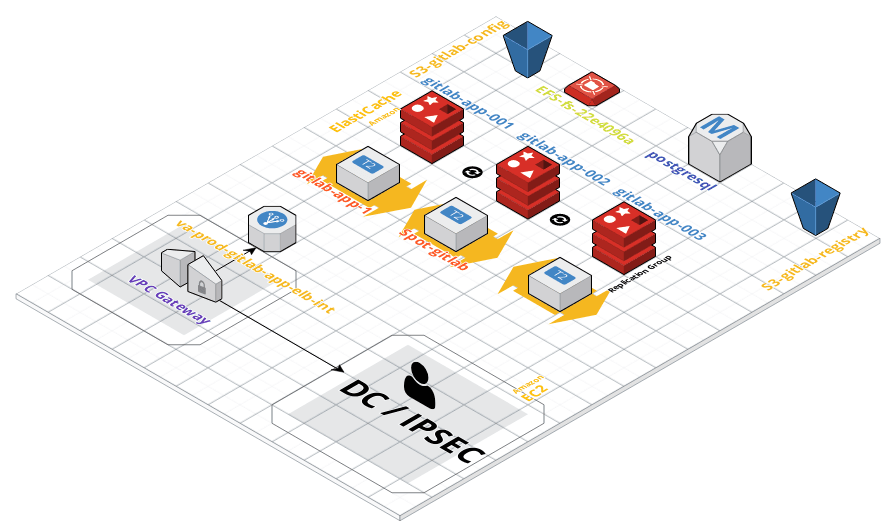 S3-gitlab-config
gitlab-app-001
ElastiCache
Amazon
EFS-fs-22e4096a
M
gitlab-app-002
postgresql
T2
gitlab-app-1
gitlab-app-003
T2
Spot-gitlab
S3-gitlab-registry
T2
Replication Group
va-prod-gitlab-app-elb-int
VPC Gateway
DC / IPSEC
Amazon
EC2